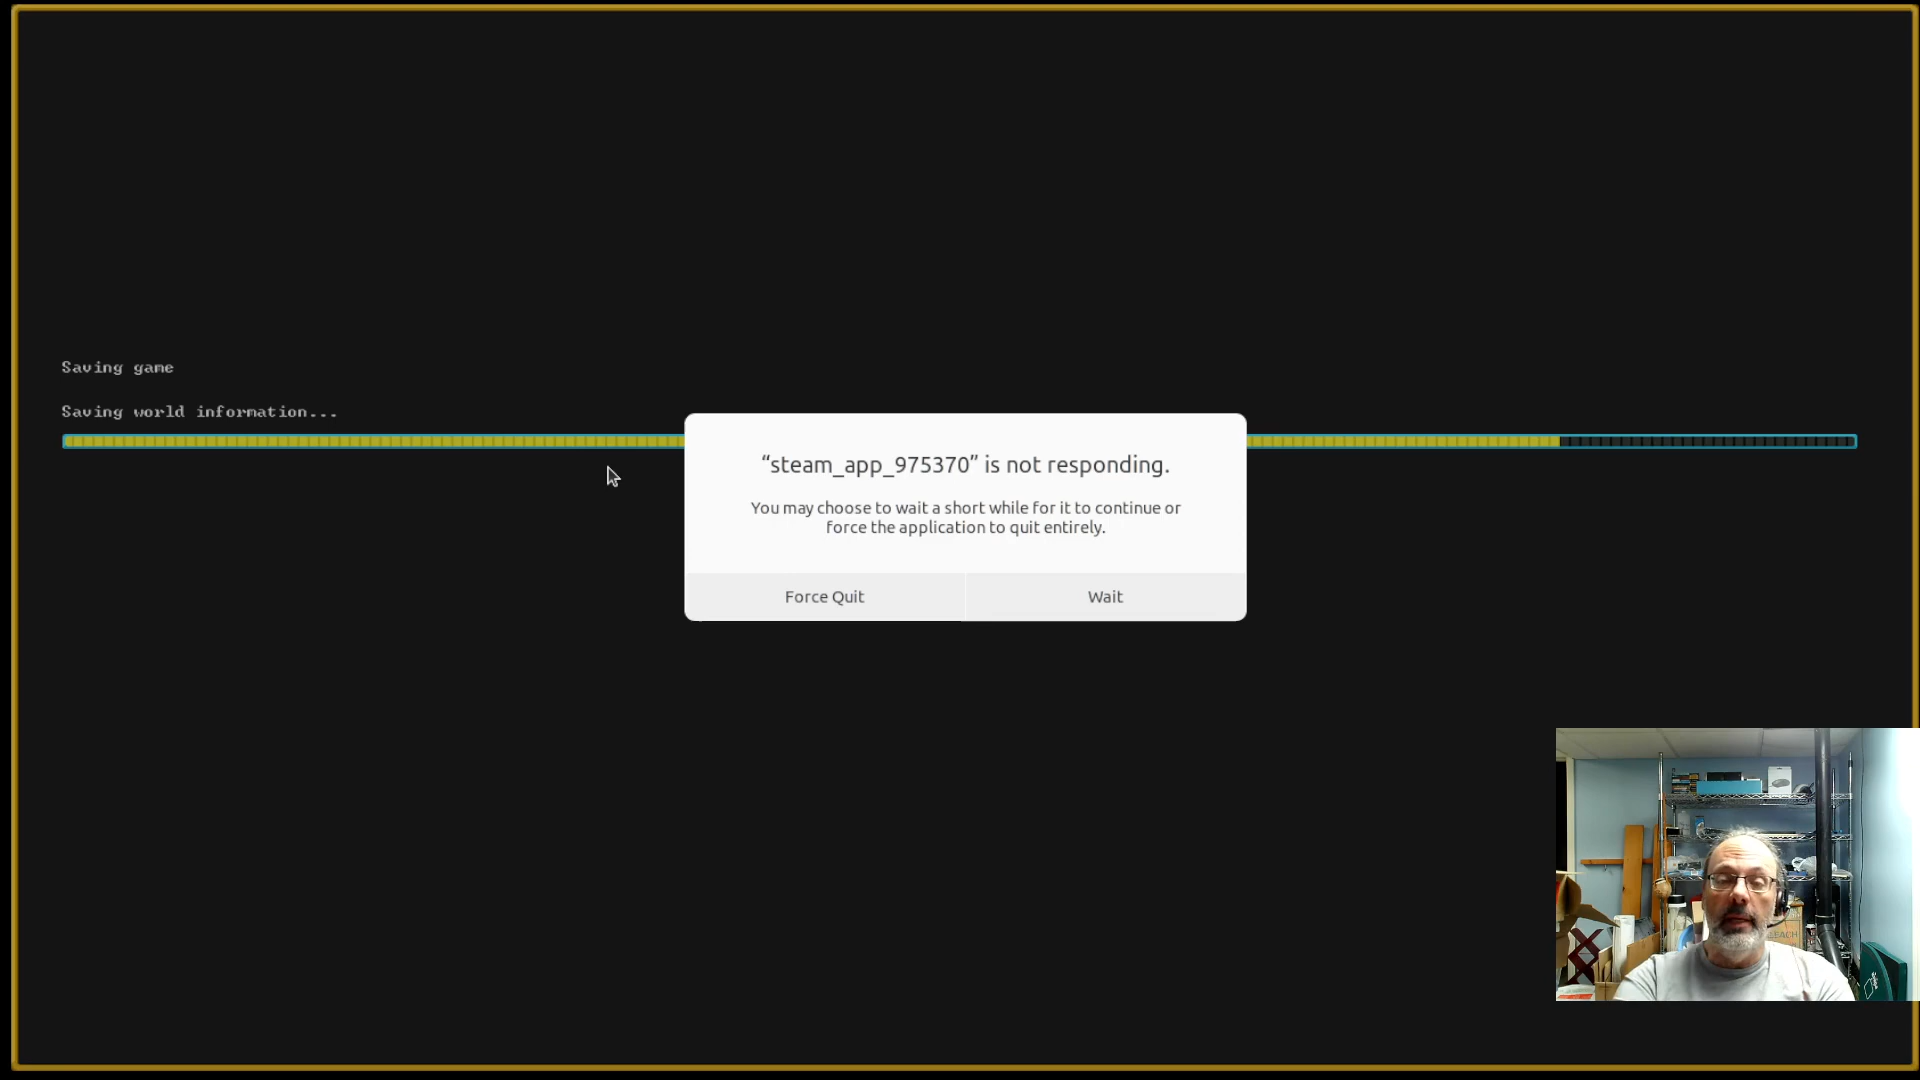 Saving game
Saving world information...
“steam_app_975370” is not responding.
You may choose to wait a short while for it to continue or
force the application to quit entirely.
Force Quit
Wait